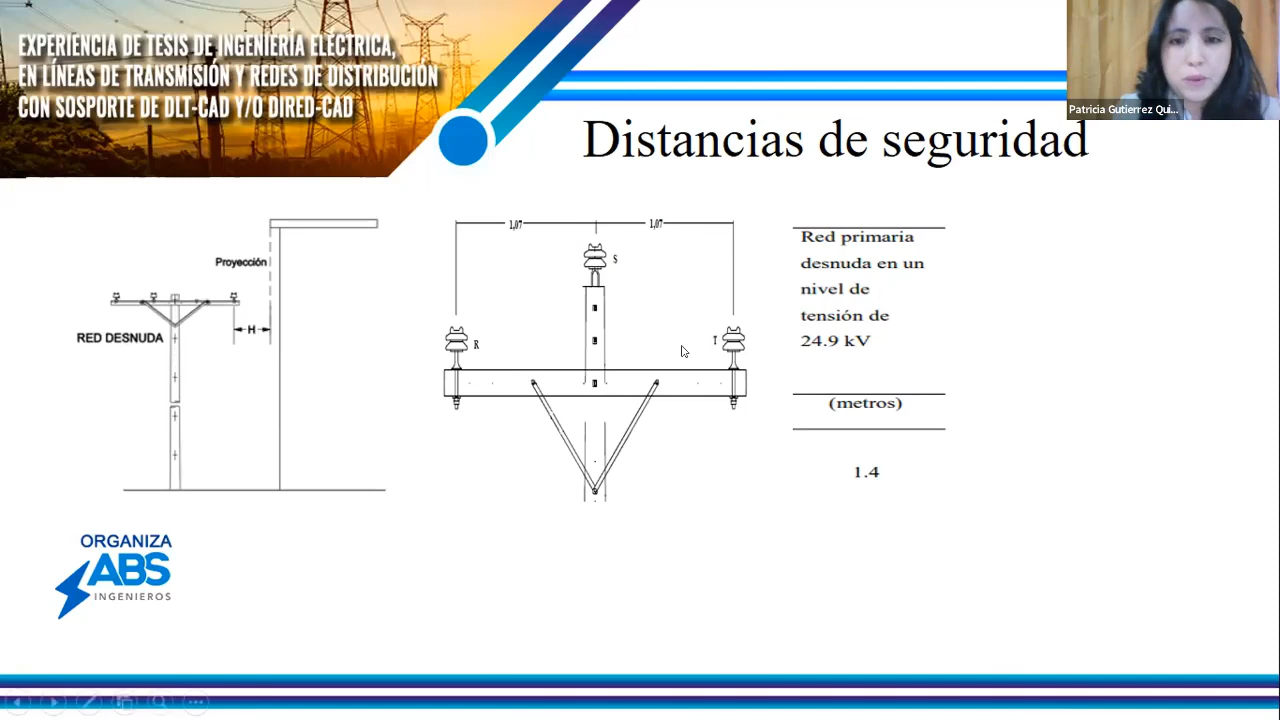 EXPERIENCIA DE TESIS DE INGENIERÍA ELÉCTRICA,
EN LÍNEAS DE TRANSMISIÓN Y REDES DE DISTRIBUCIÓN
CON SOSPORTE DE DLT-CAD Y/O DIRED-CAD
Patricia Gutierrez Qui...
Distancias de seguridad
Proyección
H
RED DESNUDA
1,07
1,07
S
R
T
Red primaria
desnuda en un
nivel de
tensión de
24.9 kV
(metros)
1.4
ORGANIZA
ABS
INGENIEROS